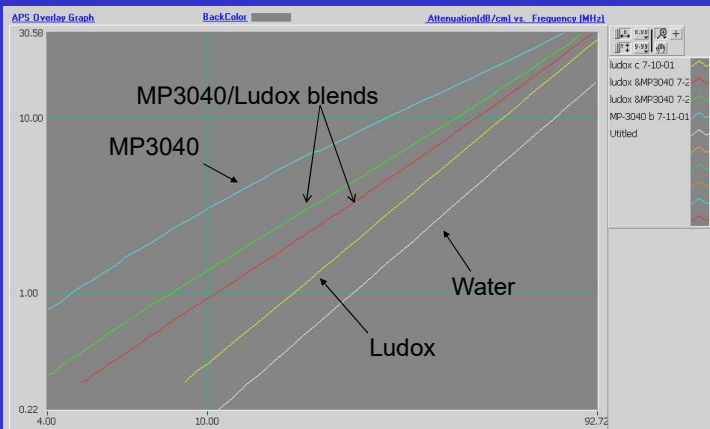 APS Overlay Graph BackColor Attenuation(dB/cm) vs. Frequency (MHz)
30.58
10.00
1.00
0.22
4.00 10.00 92.72
MP3040/Ludox blends
MP3040
Water
Ludox
ludox c 7-10-01
ludox &MP3040 7-2
ludox &MP3040 7-2
MP-3040 b 7-11-01
Utitled